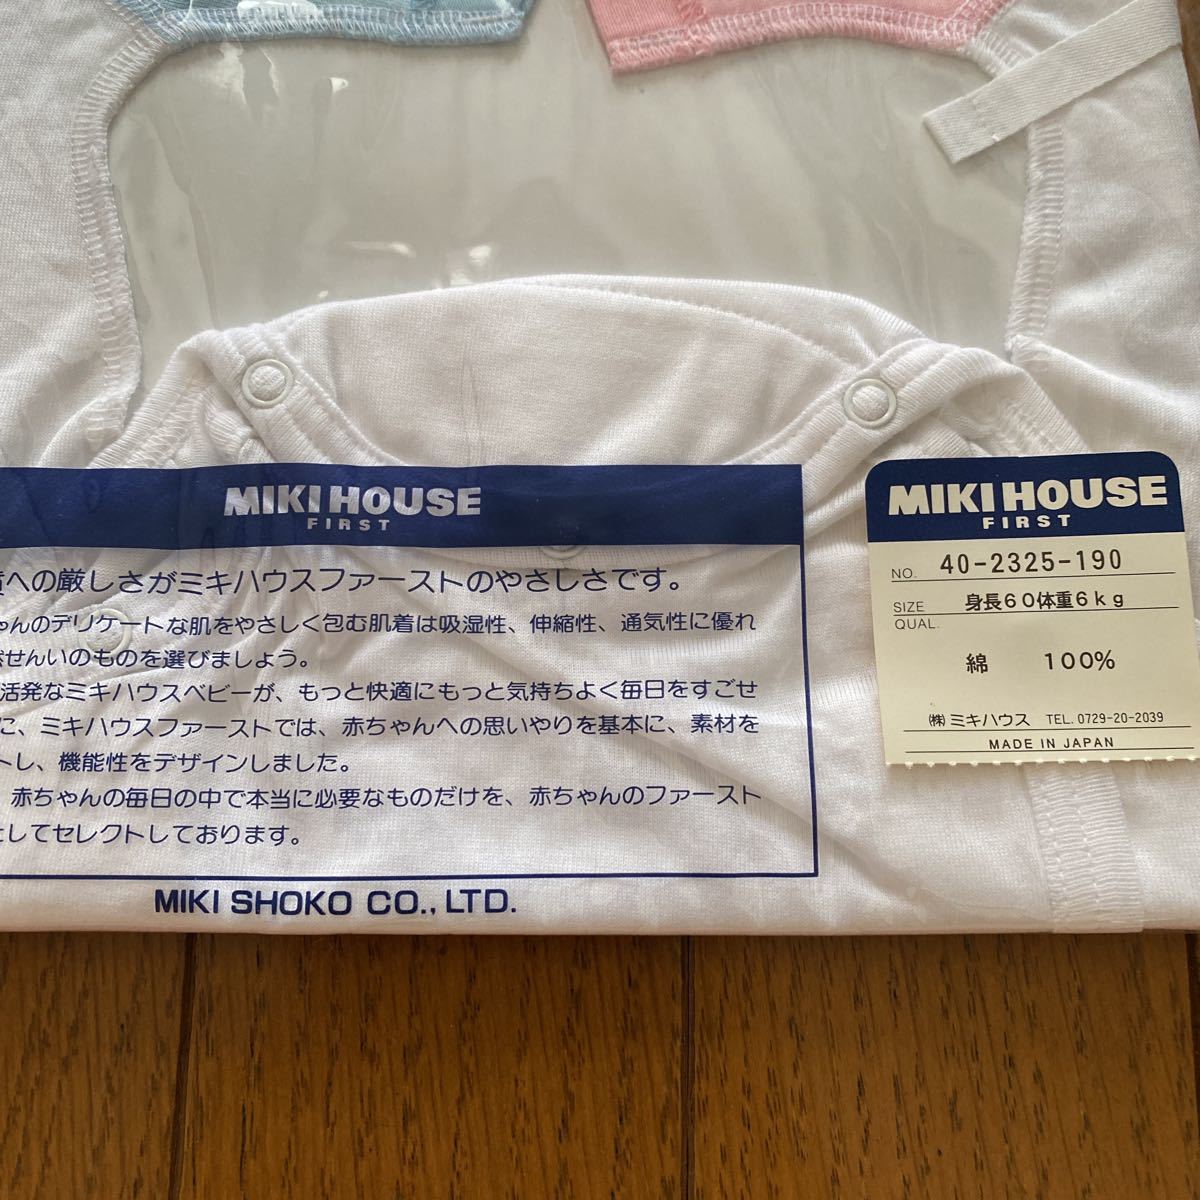 MIKI HOUSE
FIRST
への厳しさがミキハウスファーストのやさしさです。
ゃんのデリケートな肌をやさしく包む肌着は吸湿性、伸縮性、通気性に優れ
せんいのものを選びましょう。
活発なミキハウスベビーが、もっと快適にもっと気持ちよく毎日をすごせ
に、ミキハウスファーストでは、赤ちゃんへの思いやりを基本に、素材を
トし、機能性をデザインしました。
、赤ちゃんの毎日の中で本当に必要なものだけを、赤ちゃんのファースト
としてセレクトしております。
MIKI SHOKO CO., LTD.
MIKI HOUSE
FIRST
NO. 40-2325-190
SIZE 身長60体重6kg
QUAL.
綿 100%
㈱ミキハウス TEL. 0729-20-2039
MADE IN JAPAN